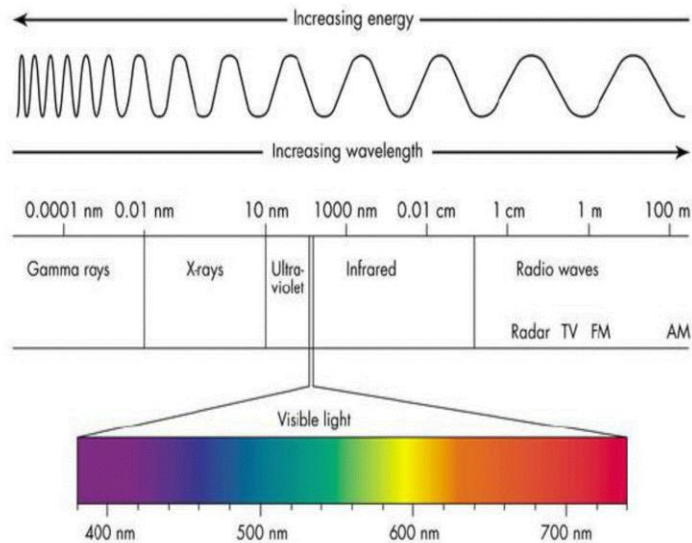 Increasing energy
Increasing wavelength
0.0001 nm 0.01 nm 10 nm 1000 nm 0.01 cm 1 cm 1 m 100 m
Gamma rays X-rays Ultra- Infrared Radio waves
violet
Radar TV FM AM
Visible light
400 nm 500 nm 600 nm 700 nm